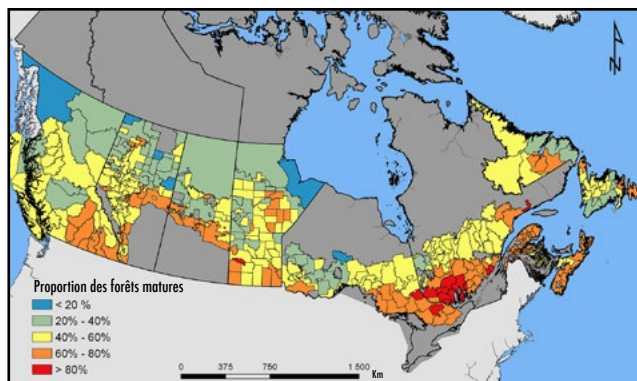 N
Proportion des forêts matures
< 20 %
20% - 40%
40% - 60%
60% - 80%
> 80%
0 375 750 1 500
Km